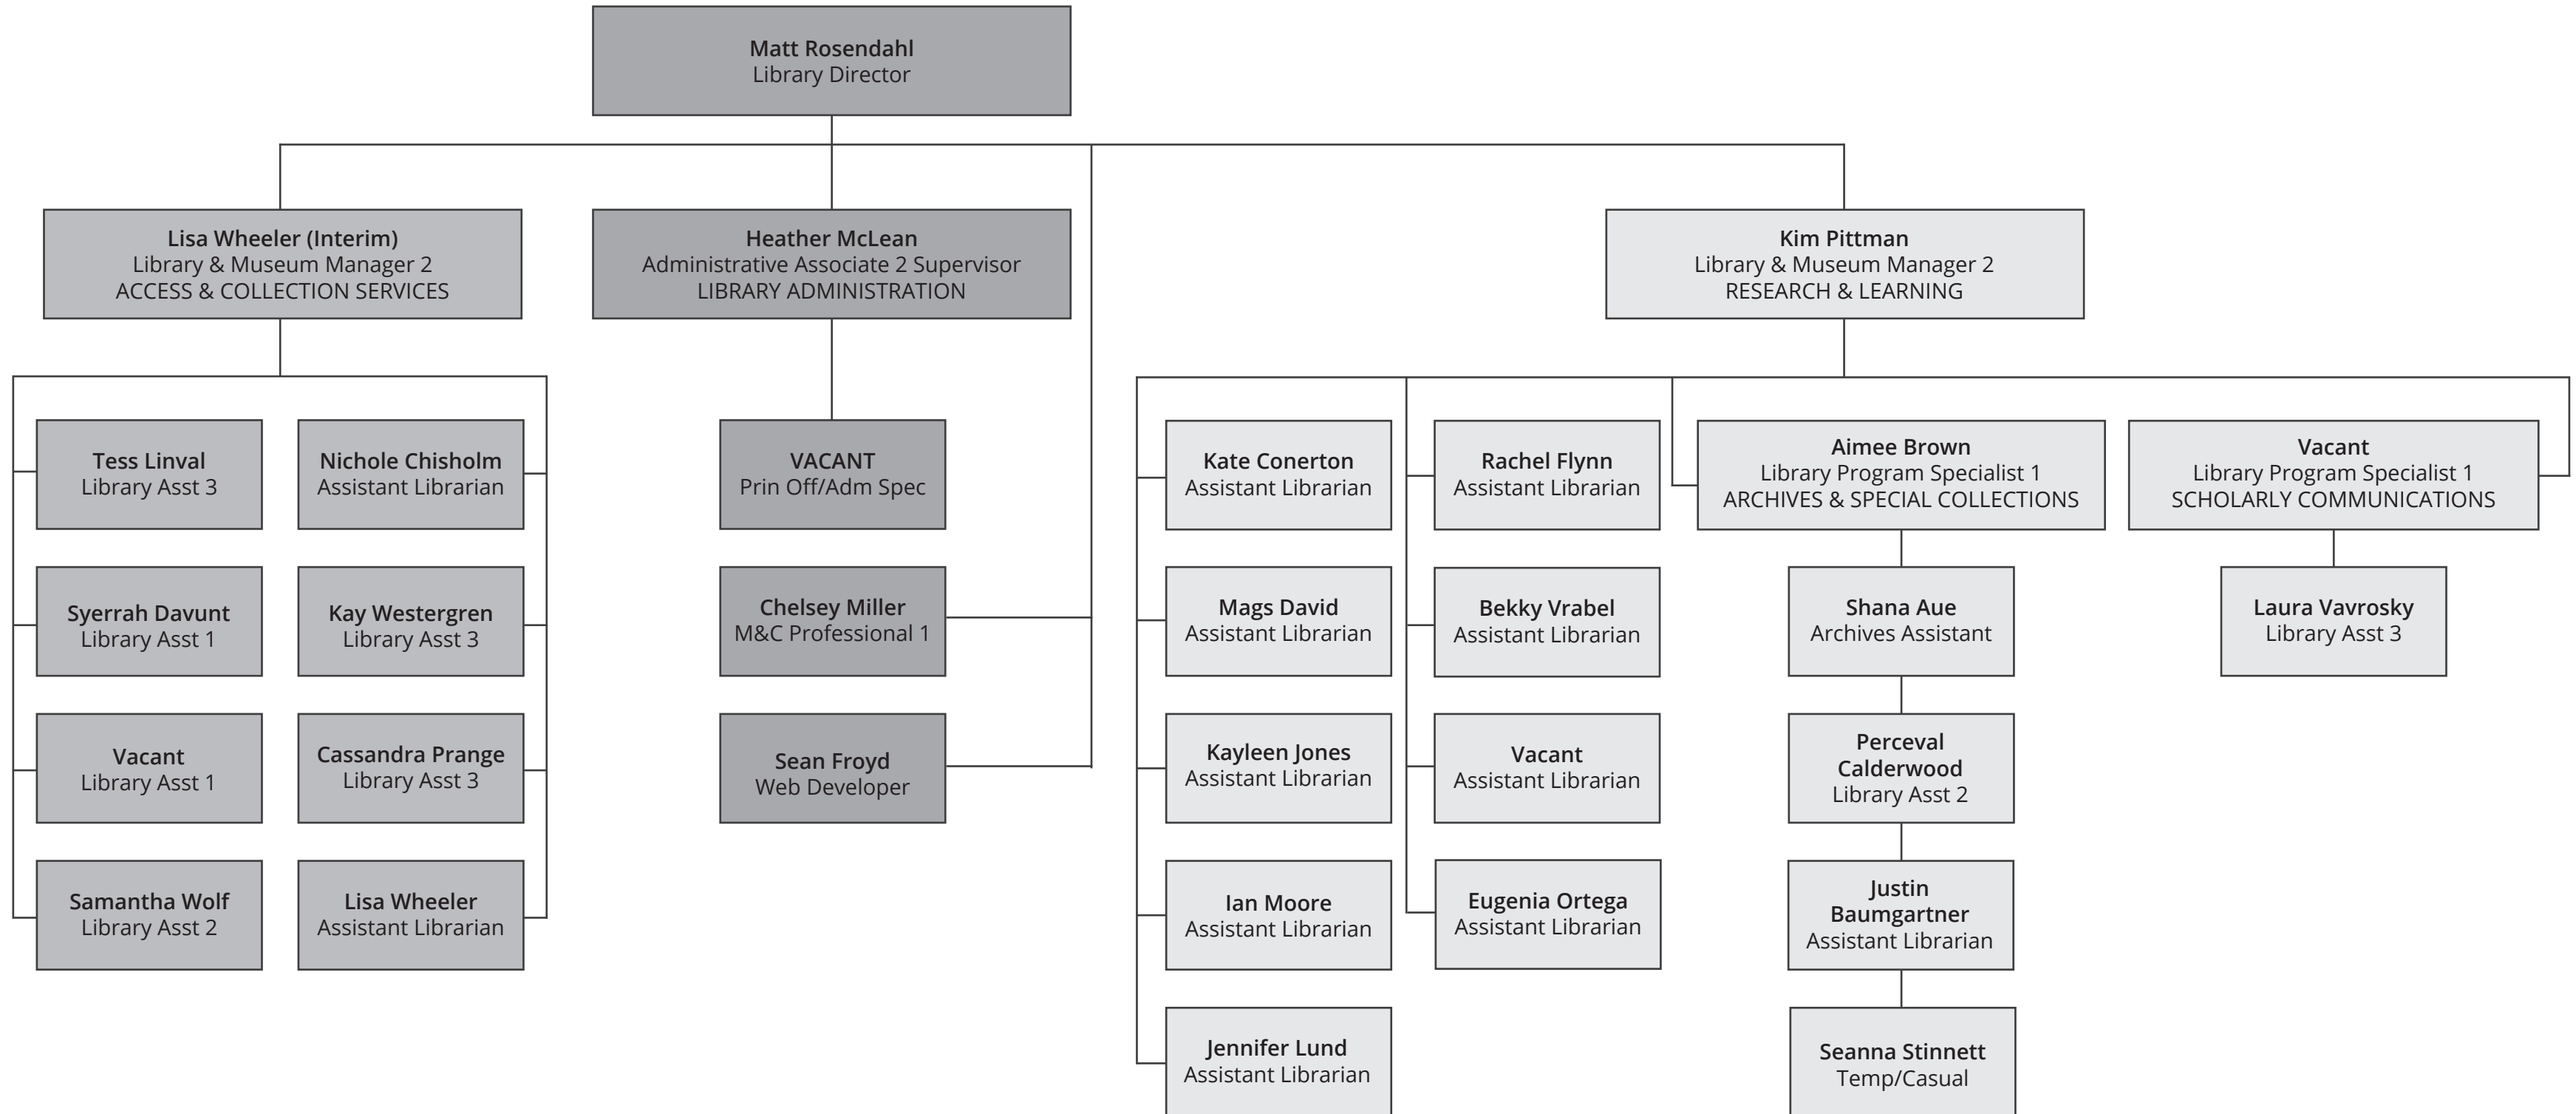 Matt Rosendahl
Library Director
Lisa Wheeler (Interim)
Library & Museum Manager 2
ACCESS & COLLECTION SERVICES
Heather McLean
Administrative Associate 2 Supervisor
LIBRARY ADMINISTRATION
Kim Pittman
Library & Museum Manager 2
RESEARCH & LEARNING
Tess Linval
Library Asst 3
Nichole Chisholm
Assistant Librarian
Syerrah Davunt
Library Asst 1
Kay Westergren
Library Asst 3
Vacant
Library Asst 1
Cassandra Prange
Library Asst 3
Samantha Wolf
Library Asst 2
Lisa Wheeler
Assistant Librarian
VACANT
Prin Off/Adm Spec
Chelsey Miller
M&C Professional 1
Sean Froyd
Web Developer
Kate Conerton
Assistant Librarian
Mags David
Assistant Librarian
Kayleen Jones
Assistant Librarian
Ian Moore
Assistant Librarian
Jennifer Lund
Assistant Librarian
Rachel Flynn
Assistant Librarian
Bekky Vrabel
Assistant Librarian
Vacant
Assistant Librarian
Eugenia Ortega
Assistant Librarian
Aimee Brown
Library Program Specialist 1
ARCHIVES & SPECIAL COLLECTIONS
Shana Aue
Archives Assistant
Perceval
Calderwood
Library Asst 2
Justin
Baumgartner
Assistant Librarian
Seanna Stinnett
Temp/Casual
Vacant
Library Program Specialist 1
SCHOLARLY COMMUNICATIONS
Laura Vavrosky
Library Asst 3